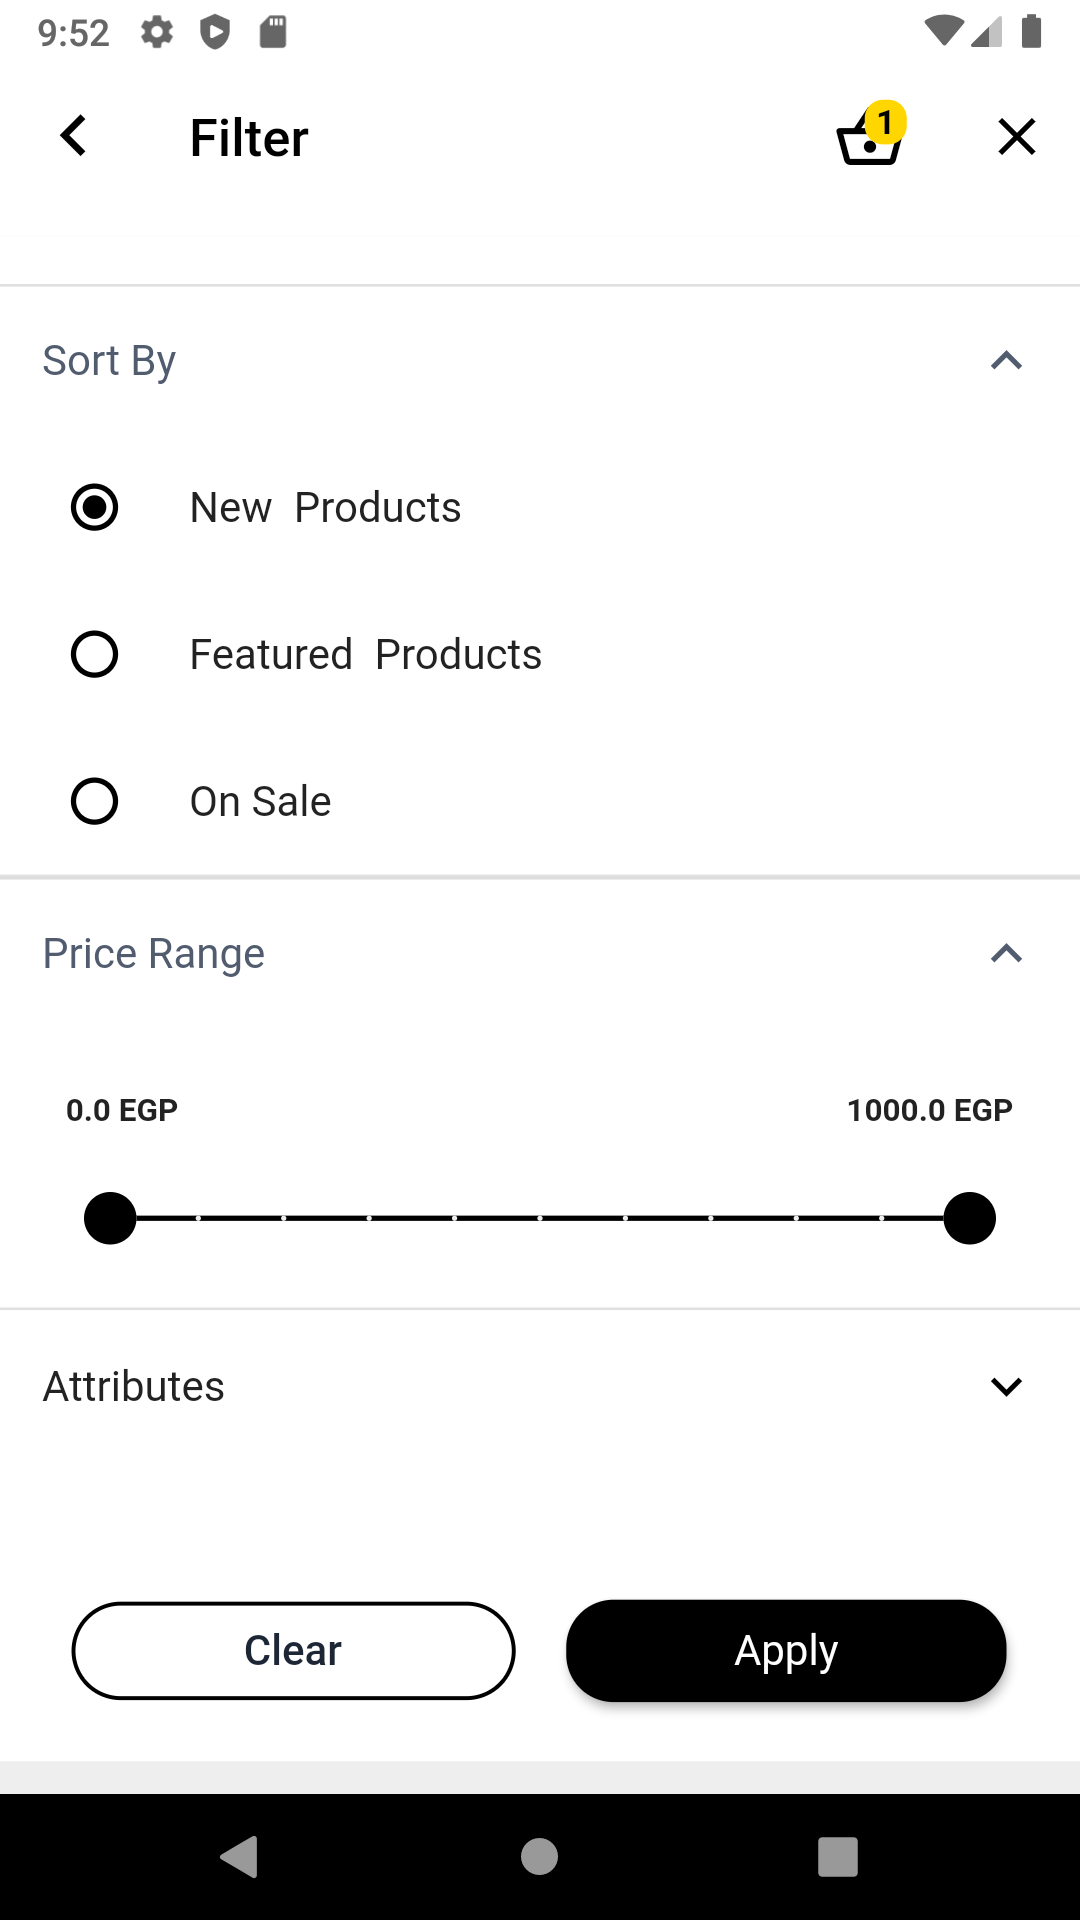 9:52
Filter
1
Sort By
New  Products
Featured  Products
On Sale
Price Range
0.0 EGP 1000.0 EGP
Attributes
Clear Apply